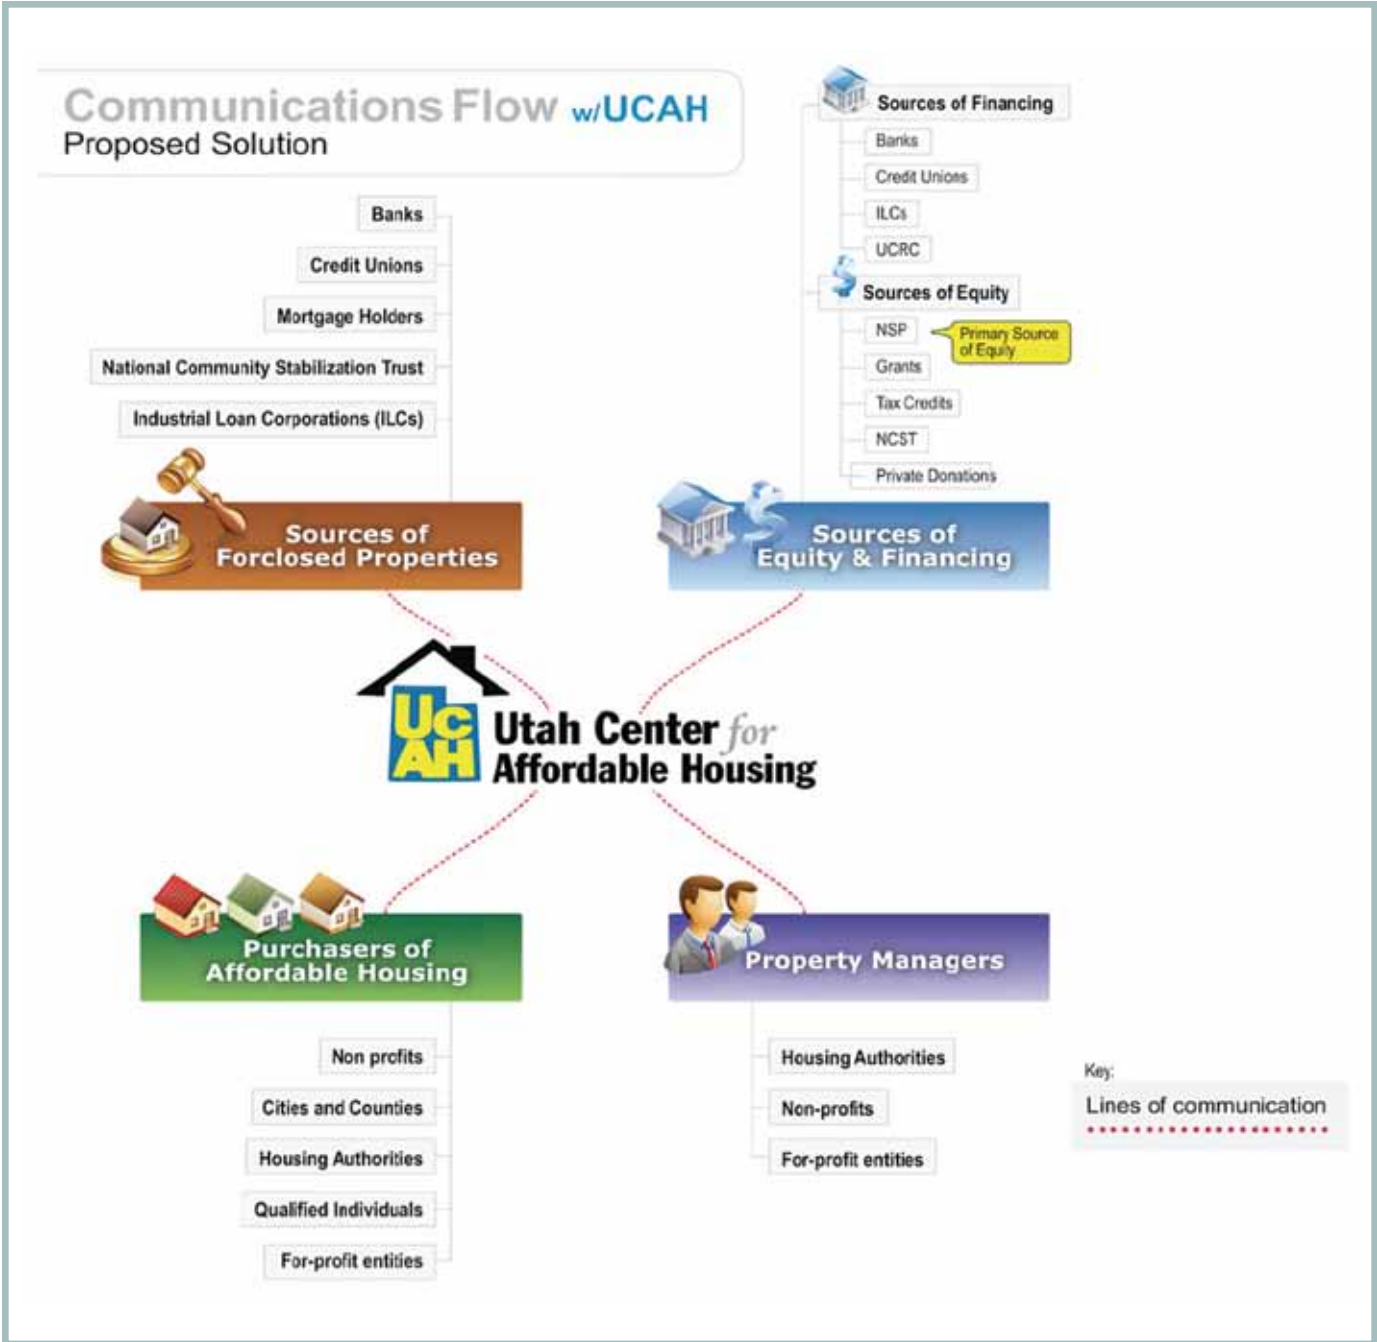 Communications Flow w/UCAH
Proposed Solution
Banks
Credit Unions
Mortgage Holders
National Community Stabilization Trust
Industrial Loan Corporations (ILCs)
Sources of
Forclosed Properties
Sources of Financing
Banks
Credit Unions
ILCs
UCRC
Sources of Equity
NSP
Primary Source
of Equity
Grants
Tax Credits
NCST
Private Donations
Sources of
Equity & Financing
UC
AH
Utah Center for
Affordable Housing
Purchasers of
Affordable Housing
Non profits
Cities and Counties
Housing Authorities
Qualified Individuals
For-profit entities
Property Managers
Housing Authorities
Non-profits
For-profit entities
Key:
Lines of communication